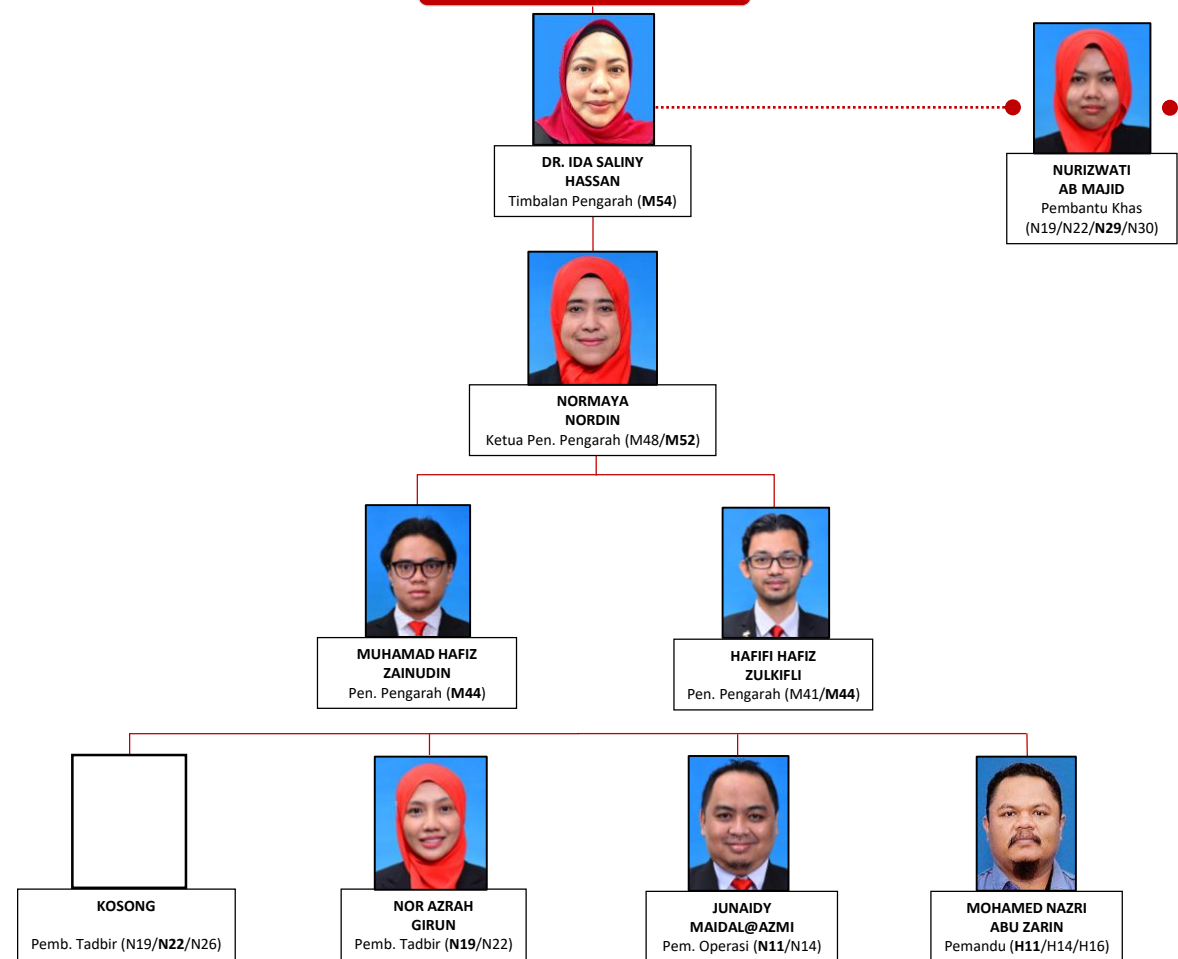 DR. IDA SALINY
HASSAN
Timbalan Pengarah (M54)
NURIZWATI
AB MAJID
Pembantu Khas
(N19/N22/N29/N30)
NORMAYA
NORDIN
Ketua Pen. Pengarah (M48/M52)
MUHAMAD HAFIZ
ZAINUDIN
Pen. Pengarah (M44)
HAFIFI HAFIZ
ZULKIFLI
Pen. Pengarah (M41/M44)
KOSONG
Pemb. Tadbir (N19/N22/N26)
NOR AZRAH
GIRUN
Pemb. Tadbir (N19/N22)
JUNAIDY
MAIDAL@AZMI
Pem. Operasi (N11/N14)
MOHAMED NAZRI
ABU ZARIN
Pemandu (H11/H14/H16)